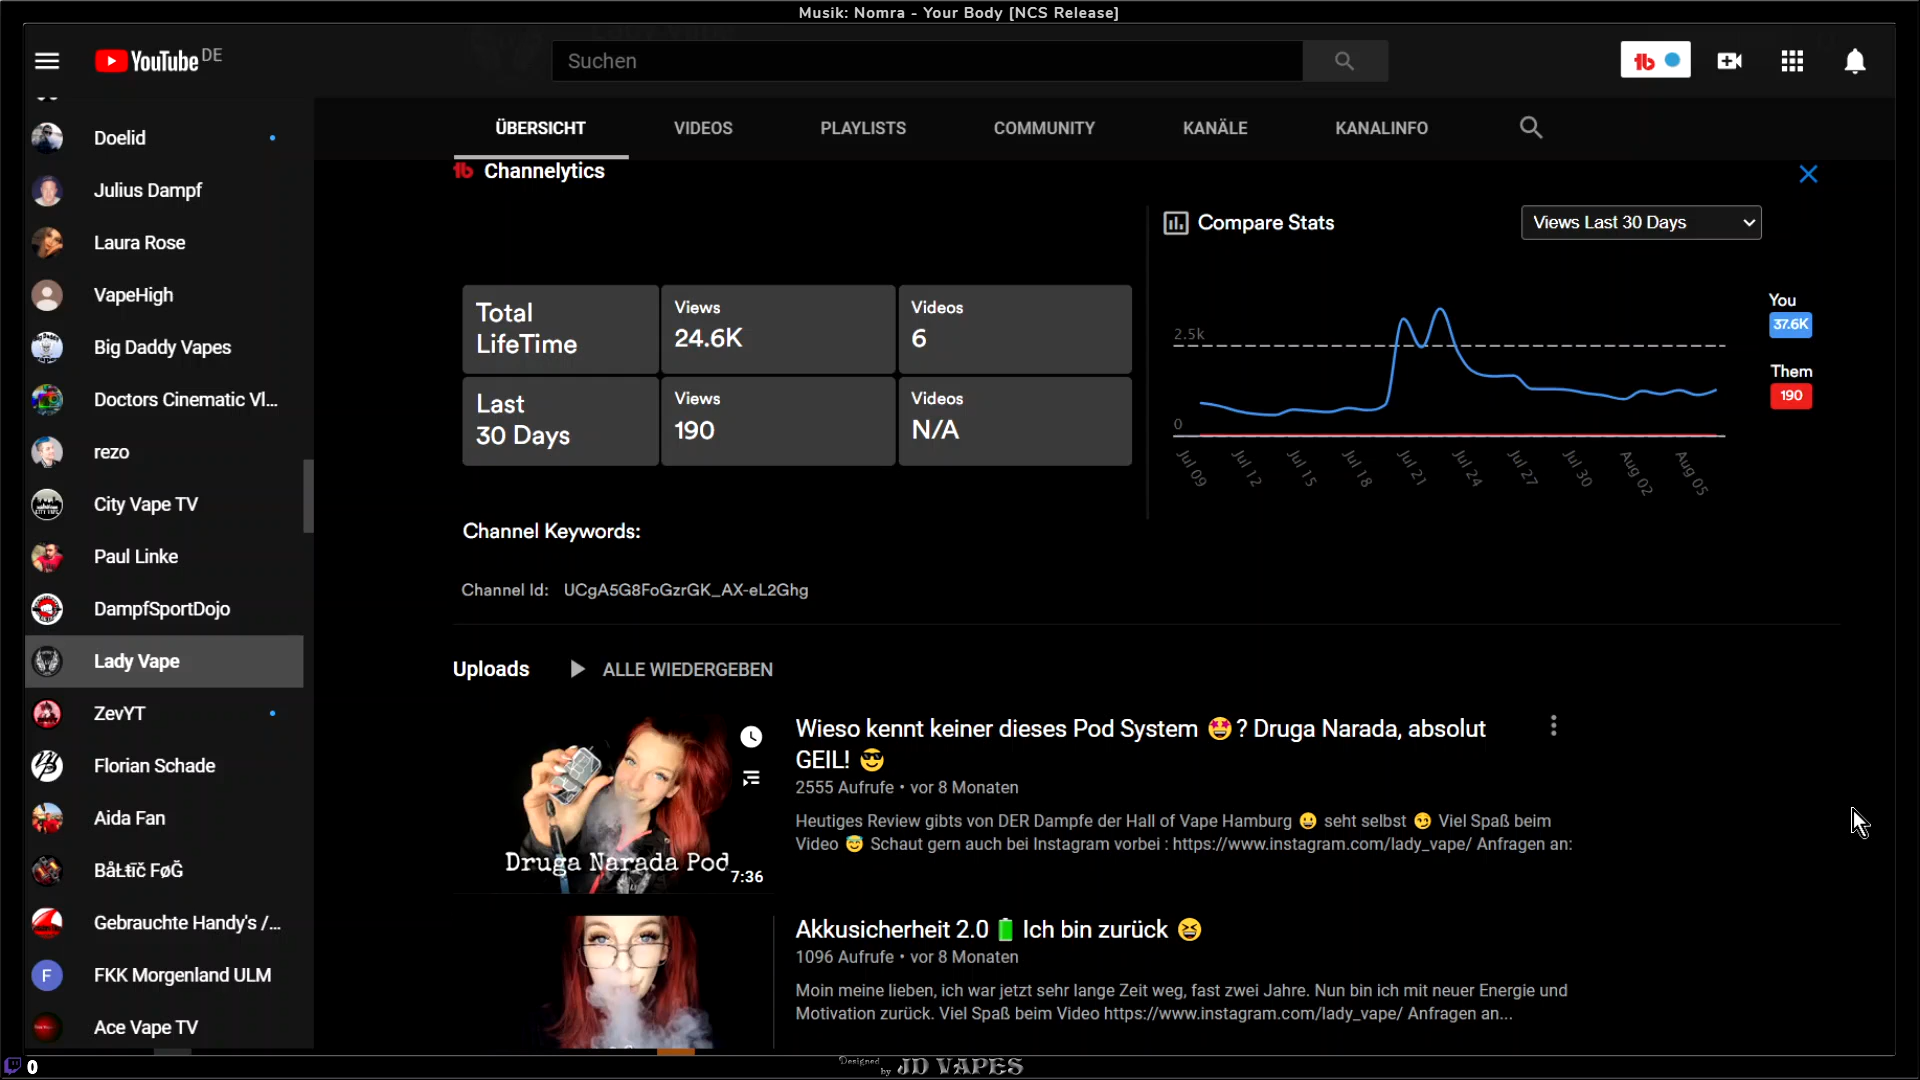 Musik: Nomra - Your Body [NCS Release]
YouTube DE
Suchen
Doelid
Julius Dampf
Laura Rose
VapeHigh
Big Daddy Vapes
Doctors Cinematic Vl...
rezo
City Vape TV
Paul Linke
DampfSportDojo
Lady Vape
ZevYT
Florian Schade
Aida Fan
BåŁŧïč FøĞ
Gebrauchte Handy's /...
F
FKK Morgenland ULM
Ace Vape TV
ÜBERSICHT VIDEOS PLAYLISTS COMMUNITY KANÄLE KANALINFO
Channelytics
Compare Stats
Views Last 30 Days
Total
LifeTime
Views
24.6K
Videos
6
Last
30 Days
Views
190
Videos
N/A
2.5k
0
Jul 09 Jul 12 Jul 15 Jul 18 Jul 21 Jul 24 Jul 27 Jul 30 Aug 02 Aug 05
You
37.6K
Them
190
Channel Keywords:
Channel Id: UCgA5G8FoGzrGK_AX-eL2Ghg
Uploads ALLE WIEDERGEBEN
Druga Narada Pod
7:36
Wieso kennt keiner dieses Pod System 🤩? Druga Narada, absolut
GEIL! 😎
2555 Aufrufe • vor 8 Monaten
Heutiges Review gibts von DER Dampfe der Hall of Vape Hamburg 😀 seht selbst 😏 Viel Spaß beim
Video 😇 Schaut gern auch bei Instagram vorbei : https://www.instagram.com/lady_vape/ Anfragen an:
Akkusicherheit 2.0 🔋 Ich bin zurück 😆
1096 Aufrufe • vor 8 Monaten
Moin meine lieben, ich war jetzt sehr lange Zeit weg, fast zwei Jahre. Nun bin ich mit neuer Energie und
Motivation zurück. Viel Spaß beim Video https://www.instagram.com/lady_vape/ Anfragen an...
0
Designed by JD VAPES